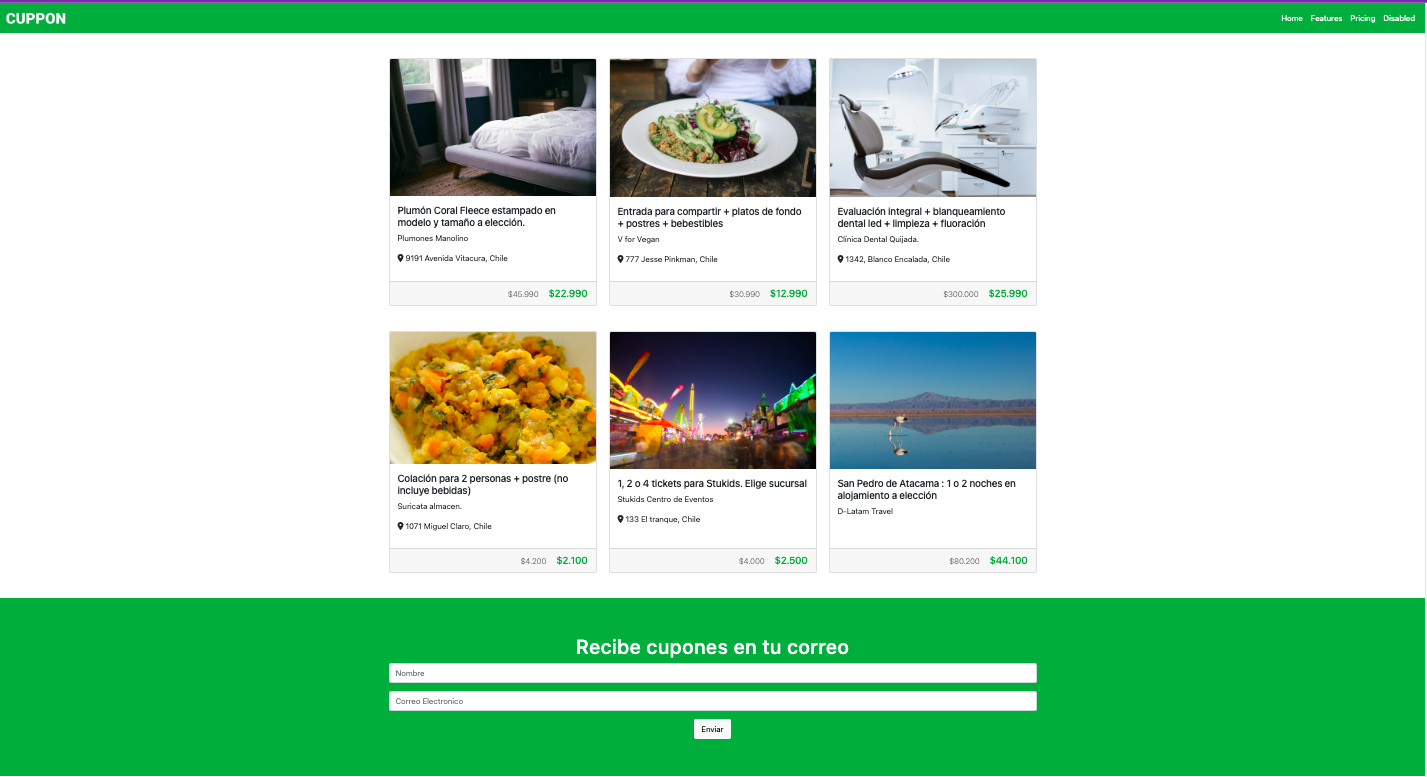 CUPPON
Home Features Pricing Disabled
Plumón Coral Fleece estampado en
modelo y tamaño a elección.
Plumones Manolino
9191 Avenida Vitacura, Chile
$45.990 $22.990
Entrada para compartir + platos de fondo
+ postres + bebestibles
V for Vegan
777 Jesse Pinkman, Chile
$30.990 $12.990
Evaluación integral + blanqueamiento
dental led + limpieza + fluoración
Clínica Dental Quijada.
1342, Blanco Encalada, Chile
$300.000 $25.990
Colación para 2 personas + postre (no
incluye bebidas)
Suricata almacen.
1071 Miguel Claro, Chile
$4.200 $2.100
1, 2 o 4 tickets para Stukids. Elige sucursal
Stukids Centro de Eventos
133 El tranque, Chile
$4.000 $2.500
San Pedro de Atacama : 1 o 2 noches en
alojamiento a elección
D-Latam Travel
$80.200 $44.100
Recibe cupones en tu correo
Nombre
Correo Electronico
Enviar